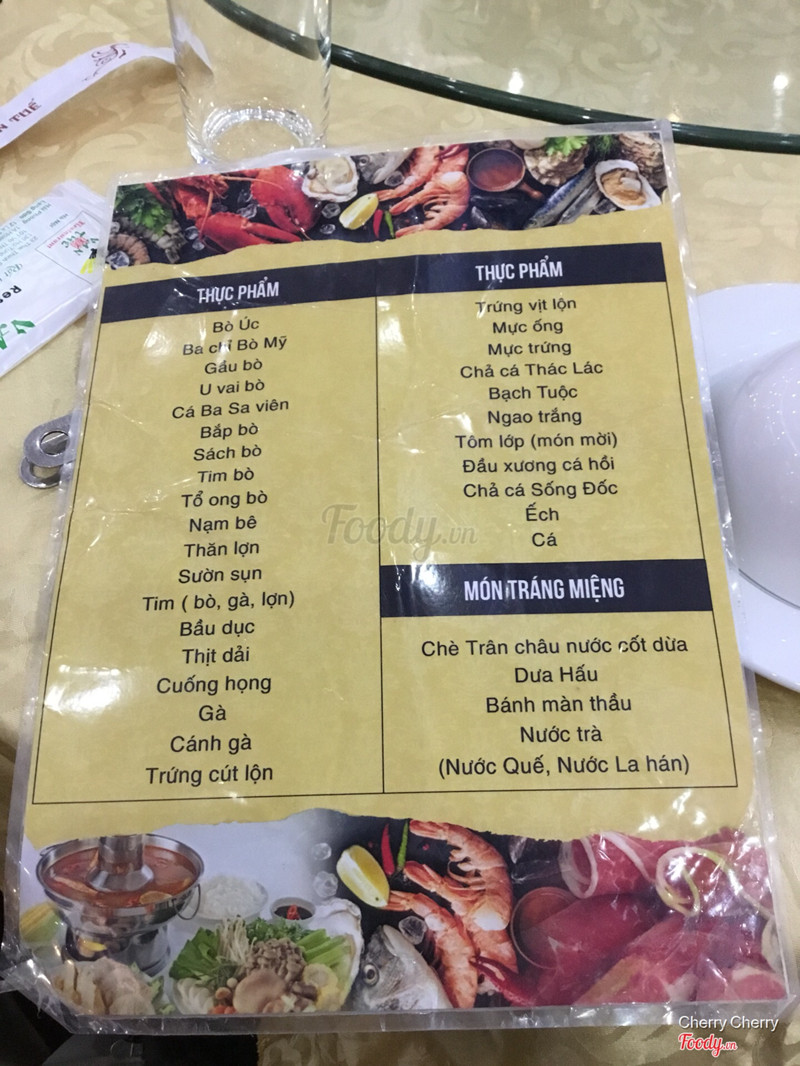 N TUẾ
THỰC PHẨM
Bò Úc
Ba chỉ Bò Mỹ
Gầu bò
U vai bò
Cá Ba Sa viên
Bắp bò
Sách bò
Tim bò
Tổ ong bò
Nạm bê
Thăn lợn
Sườn sụn
Tim ( bò, gà, lợn)
Bầu dục
Thịt dải
Cuống họng
Gà
Cánh gà
Trứng cút lộn
THỰC PHẨM
Trứng vịt lộn
Mực ống
Mực trứng
Chả cá Thác Lác
Bạch Tuộc
Ngao trắng
Tôm lớp (món mời)
Đầu xương cá hồi
Chả cá Sống Đốc
Ếch
Cá
MÓN TRÁNG MIỆNG
Chè Trân châu nước cốt dừa
Dưa Hấu
Bánh màn thầu
Nước trà
(Nước Quế, Nước La hán)
Foody.vn
Cherry Cherry
Foody.vn